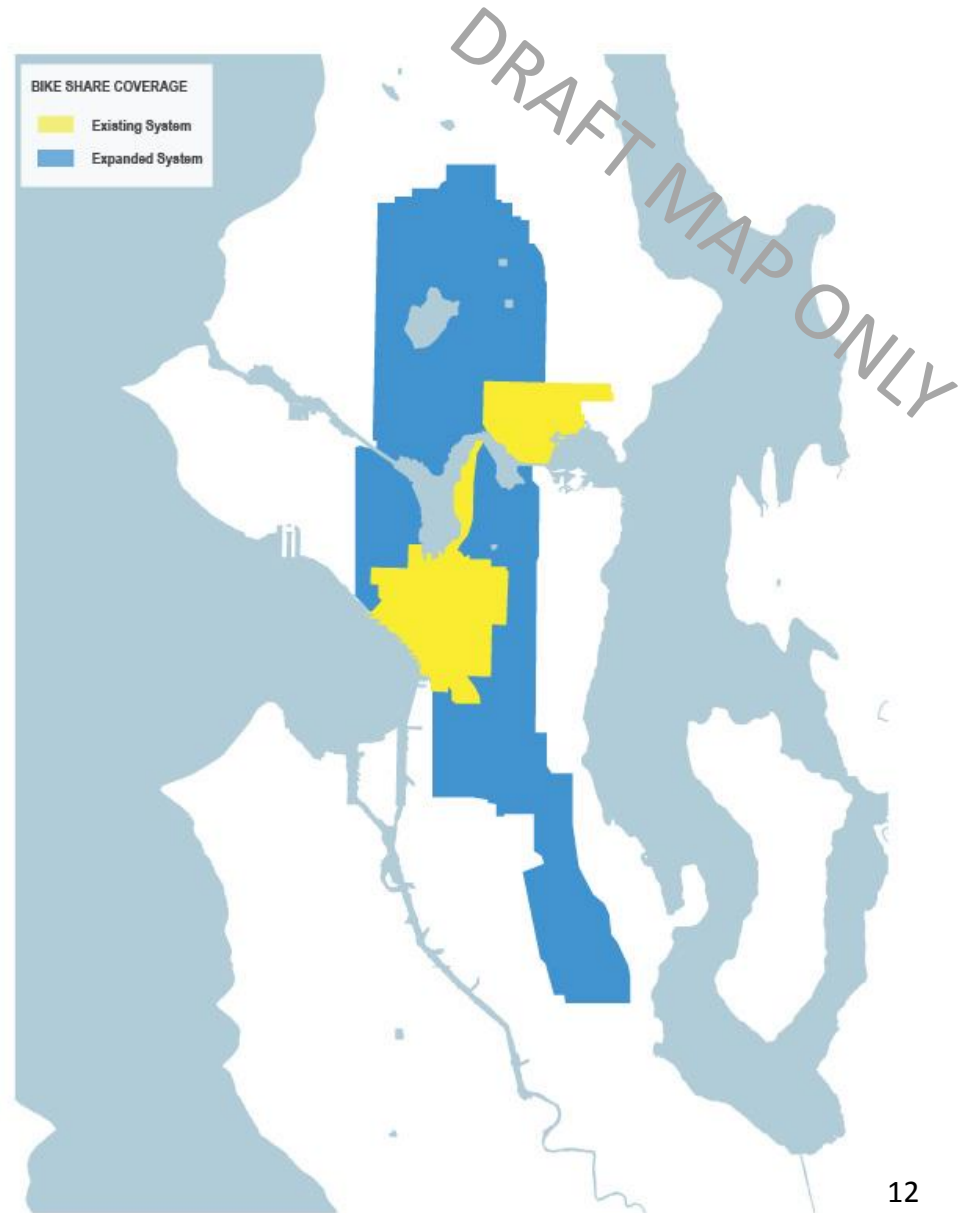 DRAFT MAP ONLY
BIKE SHARE COVERAGE
Existing System
Expanded System
12